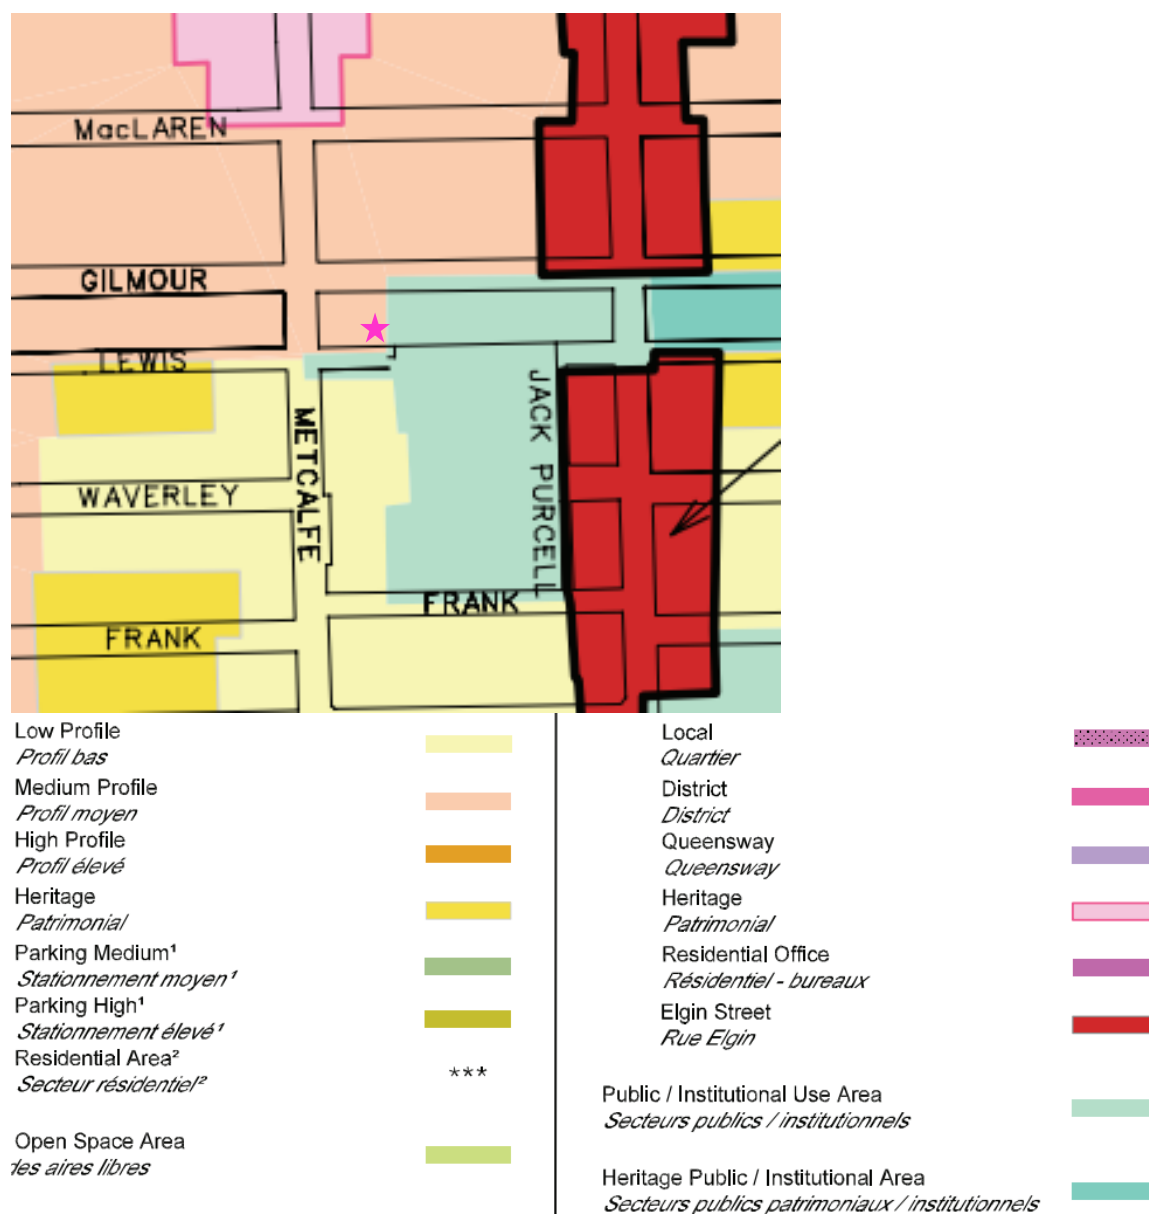 MacLAREN
GILMOUR
LEWIS
METCALFE
JACK PURCELL
WAVERLEY
FRANK
FRANK
Low Profile
Profil bas
Medium Profile
Profil moyen
High Profile
Profil élevé
Heritage
Patrimonial
Parking Medium¹
Stationnement moyen¹
Parking High¹
Stationnement élevé¹
Residential Area²
Secteur résidentiel²
***
Open Space Area
des aires libres
Local
Quartier
District
District
Queensway
Queensway
Heritage
Patrimonial
Residential Office
Résidentiel - bureaux
Elgin Street
Rue Elgin
Public / Institutional Use Area
Secteurs publics / institutionnels
Heritage Public / Institutional Area
Secteurs publics patrimoniaux / institutionnels